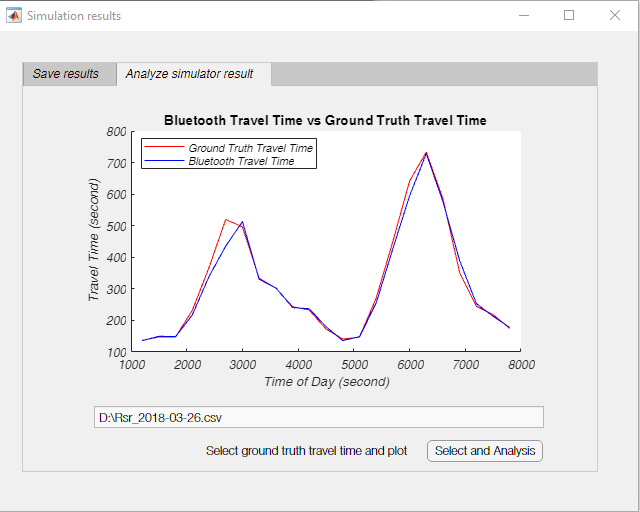 Simulation results
Save results
Analyze simulator result
Bluetooth Travel Time vs Ground Truth Travel Time
800
700
600
500
400
300
200
100
Travel Time (second)
Ground Truth Travel Time
Bluetooth Travel Time
1000 2000 3000 4000 5000 6000 7000 8000
Time of Day (second)
D:\Rsr_2018-03-26.csv
Select ground truth travel time and plot
Select and Analysis